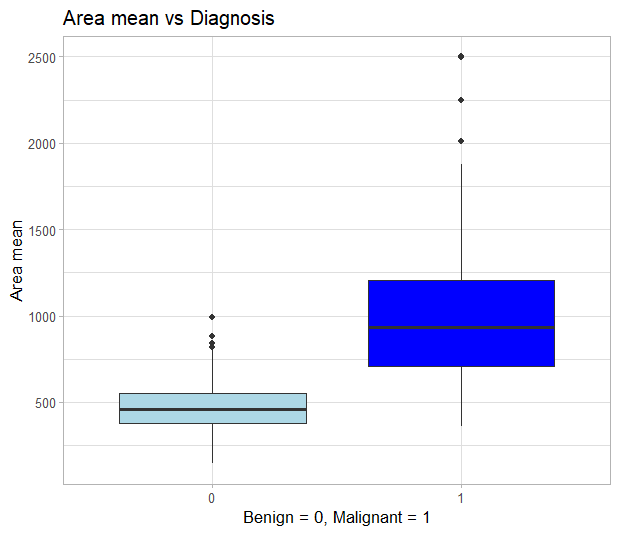 Area mean vs Diagnosis
2500
2000
1500
1000
500
Area mean
0 1
Benign = 0, Malignant = 1